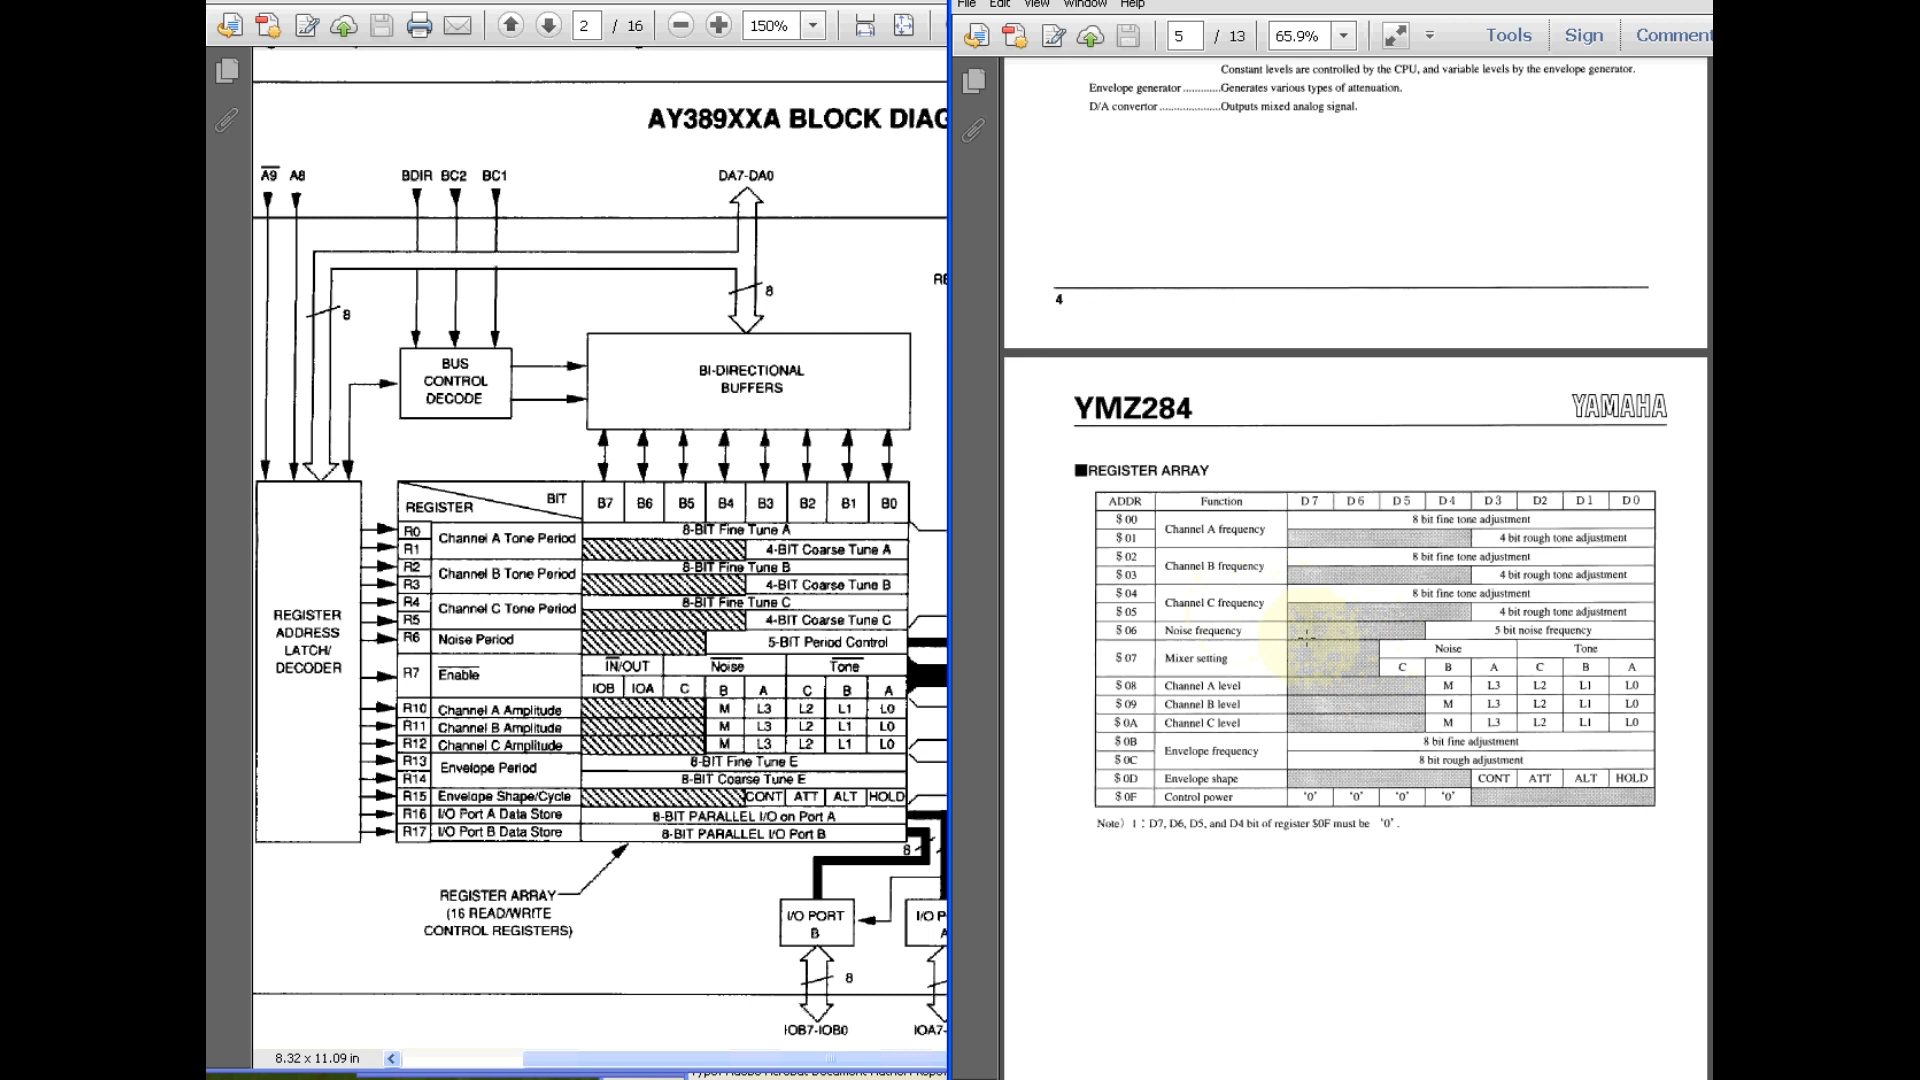 2 / 16
150%
AY389XXA BLOCK DIAG
A9 A8
BDIR BC2 BC1
DA7-DA0
8
8
BUS
CONTROL
DECODE
BI-DIRECTIONAL
BUFFERS
REGISTER
ADDRESS
LATCH/
DECODER
REGISTER BIT B7 B6 B5 B4 B3 B2 B1 B0
R0 Channel A Tone Period 8-BIT Fine Tune A
R1 4-BIT Coarse Tune A
R2 Channel B Tone Period 8-BIT Fine Tune B
R3 4-BIT Coarse Tune B
R4 Channel C Tone Period 8-BIT Fine Tune C
R5 4-BIT Coarse Tune C
R6 Noise Period 5-BIT Period Control
R7 Enable IN/OUT Noise Tone
IOB IOA C B A C B A
R10 Channel A Amplitude M L3 L2 L1 L0
R11 Channel B Amplitude M L3 L2 L1 L0
R12 Channel C Amplitude M L3 L2 L1 L0
R13 Envelope Period 8-BIT Fine Tune E
R14 8-BIT Coarse Tune E
R15 Envelope Shape/Cycle CONT ATT ALT HOLD
R16 I/O Port A Data Store 8-BIT PARALLEL I/O on Port A
R17 I/O Port B Data Store 8-BIT PARALLEL I/O Port B
8
REGISTER ARRAY
(16 READ/WRITE
CONTROL REGISTERS)
I/O PORT
B
I/O P
8
IOB7-IOB0
IOA7-
8.32 x 11.09 in
File Edit View Window Help
5 / 13
65.9%
Tools Sign Comment
Constant levels are controlled by the CPU, and variable levels by the envelope generator.
Envelope generator ............Generates various types of attenuation.
D/A convertor .....................Outputs mixed analog signal.
4
YMZ284 YAMAHA
■REGISTER ARRAY
ADDR Function D7 D6 D5 D4 D3 D2 D1 D0
$00 Channel A frequency 8 bit fine tone adjustment
$01 4 bit rough tone adjustment
$02 Channel B frequency 8 bit fine tone adjustment
$03 4 bit rough tone adjustment
$04 Channel C frequency 8 bit fine tone adjustment
$05 4 bit rough tone adjustment
$06 Noise frequency 5 bit noise frequency
$07 Mixer setting Noise Tone
C B A C B A
$08 Channel A level M L3 L2 L1 L0
$09 Channel B level M L3 L2 L1 L0
$0A Channel C level M L3 L2 L1 L0
$0B Envelope frequency 8 bit fine adjustment
$0C 8 bit rough adjustment
$0D Envelope shape CONT ATT ALT HOLD
$0F Control power '0' '0' '0' '0'
Note) 1 : D7, D6, D5, and D4 bit of register $0F must be '0'.